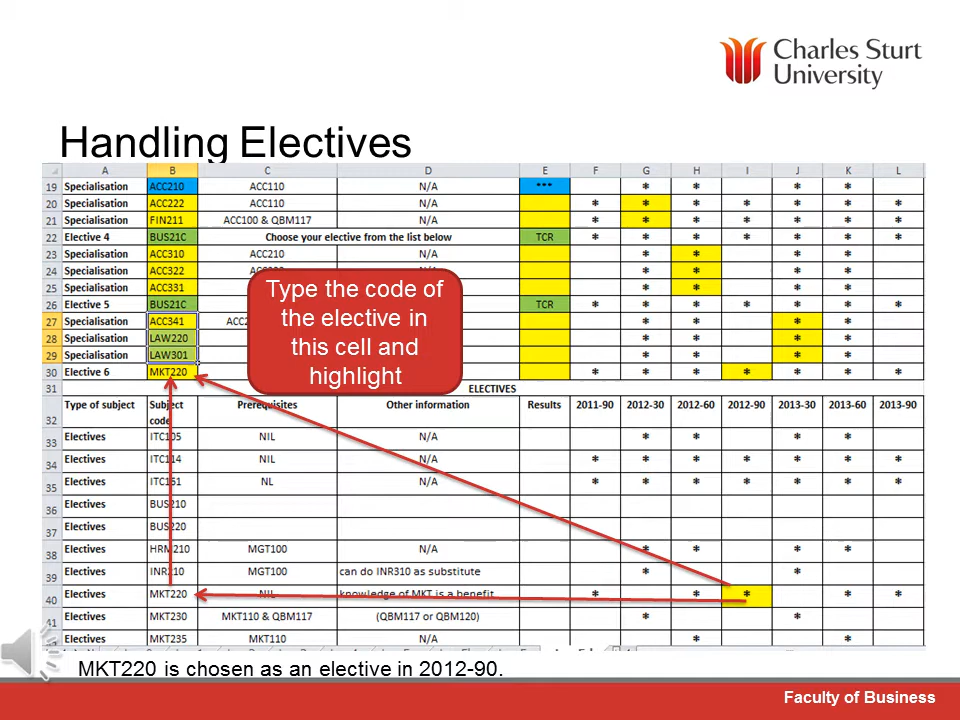 Charles Sturt
University
Handling Electives
A B C D E F G H I J K L
19 Specialisation ACC210 ACC110 N/A *** * * * *
20 Specialisation ACC222 ACC110 N/A * * * * * * *
21 Specialisation FIN211 ACC100 & QBM117 N/A * * * * * * *
22 Elective 4 BUS21C Choose your elective from the list below TCR * * * * * * *
23 Specialisation ACC310 ACC210 N/A * * * *
24 Specialisation ACC322 N/A * * * *
25 Specialisation ACC331 * * * *
26 Elective 5 BUS21C TCR * * * * * * *
27 Specialisation ACC341 * * * *
28 Specialisation LAW220 * * * *
29 Specialisation LAW301 * * * *
30 Elective 6 MKT220 * * * * * * *
Type the code of
the elective in
this cell and
highlight
31 ELECTIVES
32 Type of subject Subject code Prerequisites Other information Results 2011-90 2012-30 2012-60 2012-90 2013-30 2013-60 2013-90
33 Electives ITC105 NIL N/A * * * *
34 Electives ITC114 NIL N/A * * * * * * *
35 Electives ITC161 NL N/A * * * * * * *
36 Electives BUS210
37 Electives BUS220
38 Electives HRM210 MGT100 N/A * * * *
39 Electives INR210 MGT100 can do INR310 as substitute * *
40 Electives MKT220 NIL knowledge of MKT is a benefit * * * * *
41 Electives MKT230 MKT110 & QBM117 (QBM117 or QBM120) * *
Electives MKT235 MKT110 N/A * *
MKT220 is chosen as an elective in 2012-90.
Faculty of Business